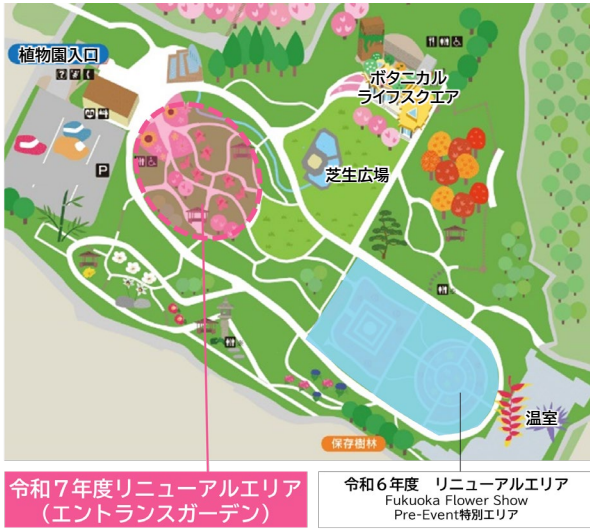 植物園入口
ボタニカル
ライフスクエア
芝生広場
P
温室
保存樹林
令和7年度リニューアルエリア
(エントランスガーデン)
令和6年度 リニューアルエリア
Fukuoka Flower Show
Pre-Event特別エリア